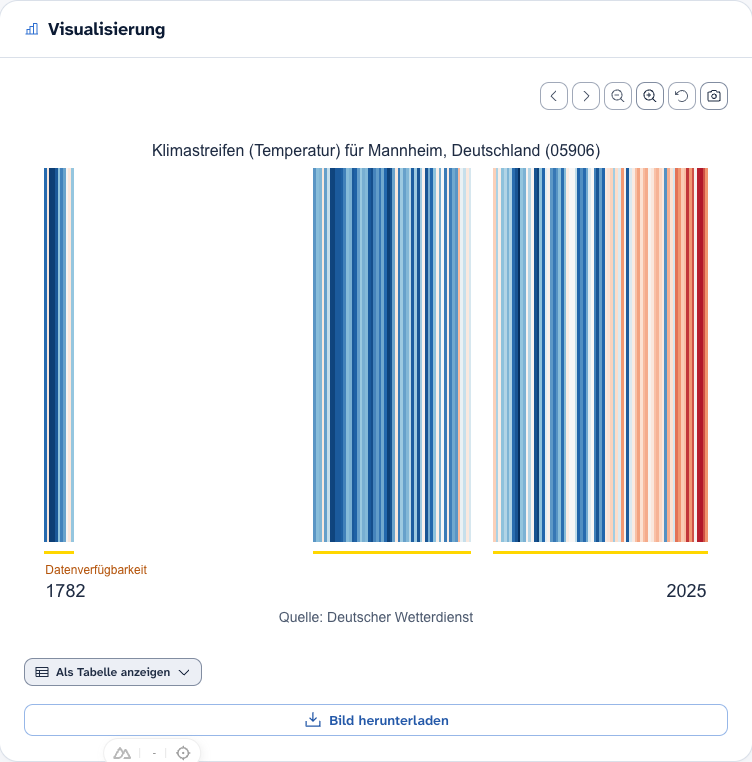 Visualisierung
Klimastreifen (Temperatur) für Mannheim, Deutschland (05906)
Datenverfügbarkeit
1782
2025
Quelle: Deutscher Wetterdienst
Als Tabelle anzeigen
Bild herunterladen
-